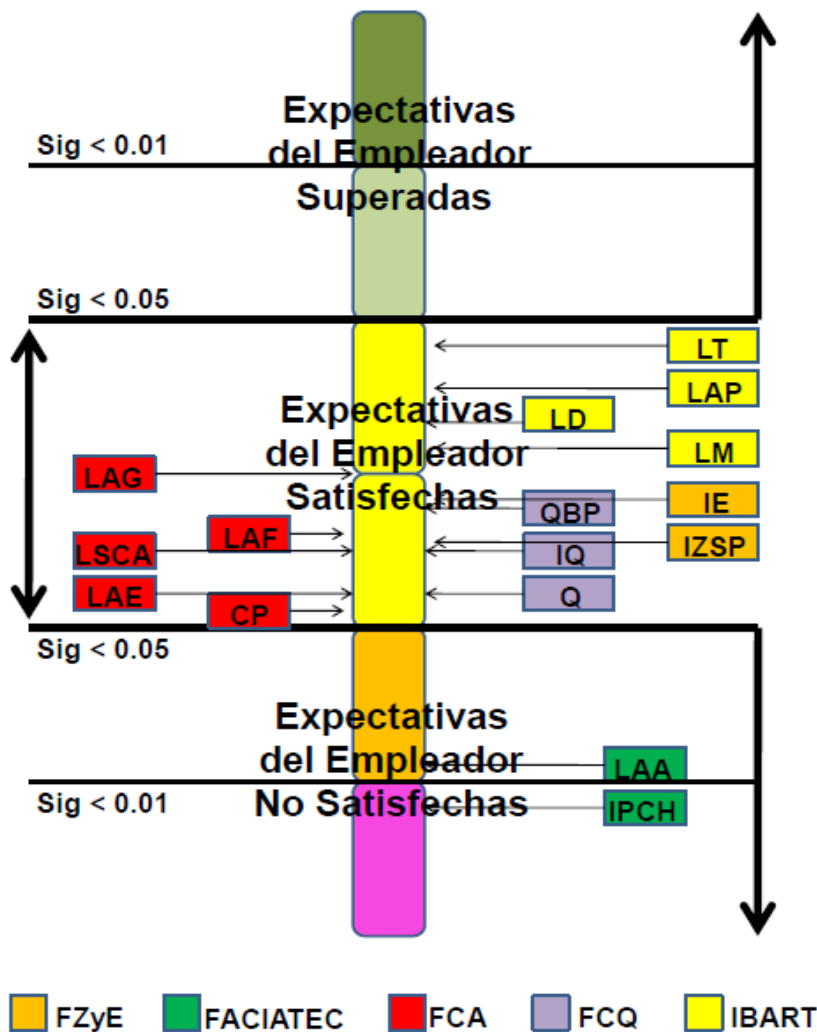 Expectativas
del Empleador
Superadas
Sig < 0.01
Sig < 0.05
LT
LAP
LD
Expectativas
del Empleador
Satisfechas
LM
LAG
IE
QBP
LAF
IZSP
LSCA
IQ
LAE
Q
CP
Sig < 0.05
Expectativas
del Empleador
No Satisfechas
LAA
Sig < 0.01
IPCH
FZyE FACIATEC FCA FCQ IBART